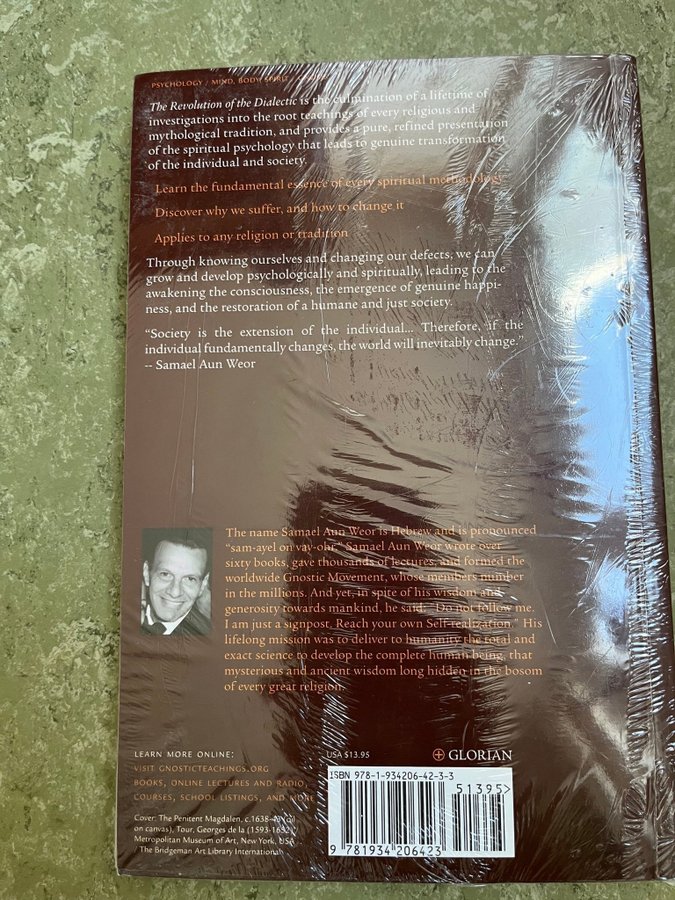 PSYCHOLOGY / MIND, BODY, SPIRIT /
The Revolution of the Dialectic is the culmination of a lifetime of
investigations into the root teachings of every religious and
mythological tradition, and provides a pure, refined presentation
of the spiritual psychology that leads to genuine transformation
of the individual and society.
Learn the fundamental essence of every spiritual methodology
Discover why we suffer, and how to change it
Applies to any religion or tradition
Through knowing ourselves and changing our defects, we can
grow and develop psychologically and spiritually, leading to the
awakening the consciousness, the emergence of genuine happi-
ness, and the restoration of a humane and just society.
“Society is the extension of the individual... Therefore, if the
individual fundamentally changes, the world will inevitably change.”
-- Samael Aun Weor
The name Samael Aun Weor is Hebrew and is pronounced
“sam-ayel on vay-ohr.” Samael Aun Weor wrote over
sixty books, gave thousands of lectures, and formed the
worldwide Gnostic Movement, whose members number
in the millions. And yet, in spite of his wisdom and
generosity towards mankind, he said: “Do not follow me.
I am just a signpost. Reach your own Self-realization.” His
lifelong mission was to deliver to humanity the total and
exact science to develop the complete human being, that
mysterious and ancient wisdom long hidden in the bosom
of every great religion.
LEARN MORE ONLINE:
VISIT GNOSTICTEACHINGS.ORG
BOOKS, ONLINE LECTURES AND RADIO,
COURSES, SCHOOL LISTINGS, AND MORE
Cover: The Penitent Magdalen, c.1638-43 (oil
on canvas), Tour, Georges de la (1593-1652)
Metropolitan Museum of Art, New York, USA
The Bridgeman Art Library International
USA $13.95
GLORIAN
ISBN 978-1-934206-42-3-3
51395>
9 781934 206423